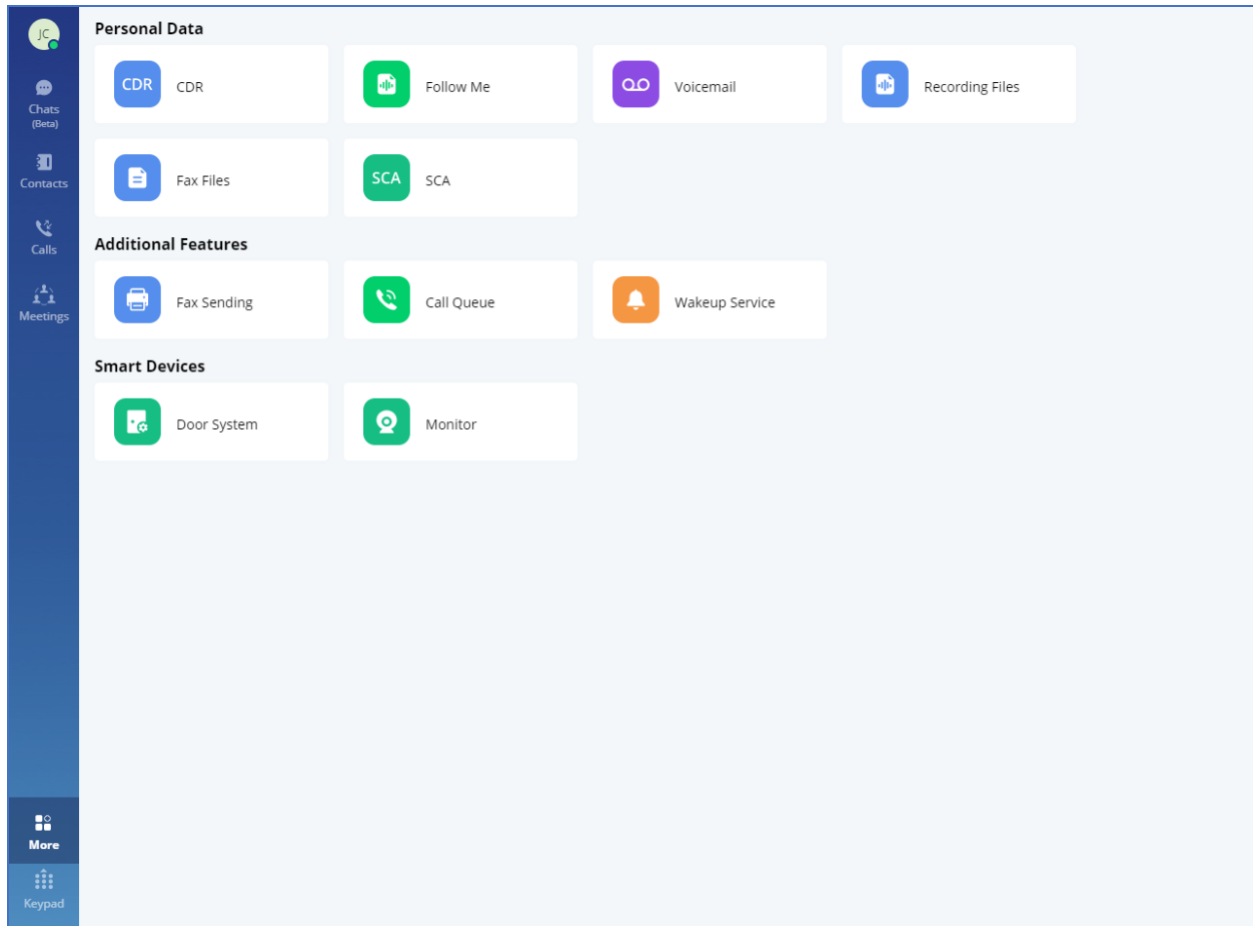 JC
Chats
(Beta)
Contacts
Calls
Meetings
More
Keypad
Personal Data
CDR CDR
Follow Me
Voicemail
Recording Files
Fax Files
SCA SCA
Additional Features
Fax Sending
Call Queue
Wakeup Service
Smart Devices
Door System
Monitor